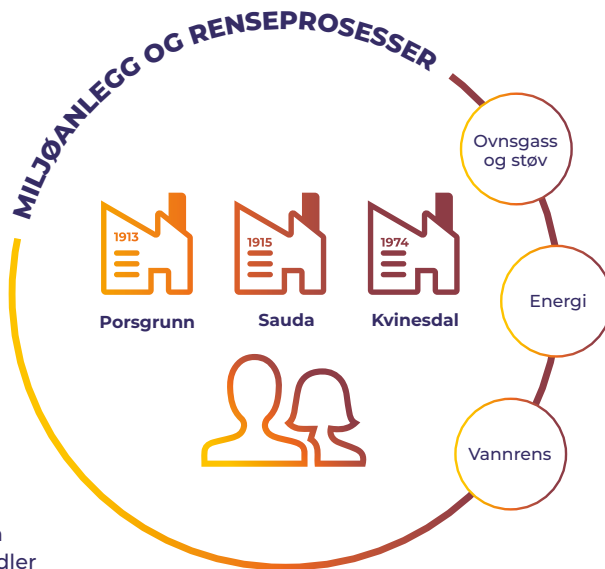 MILJØANLEGG OG RENSEPROSESSER
Ovnsgass
og støv
1913
1915
1974
Porsgrunn
Sauda
Kvinesdal
Energi
Vannrens